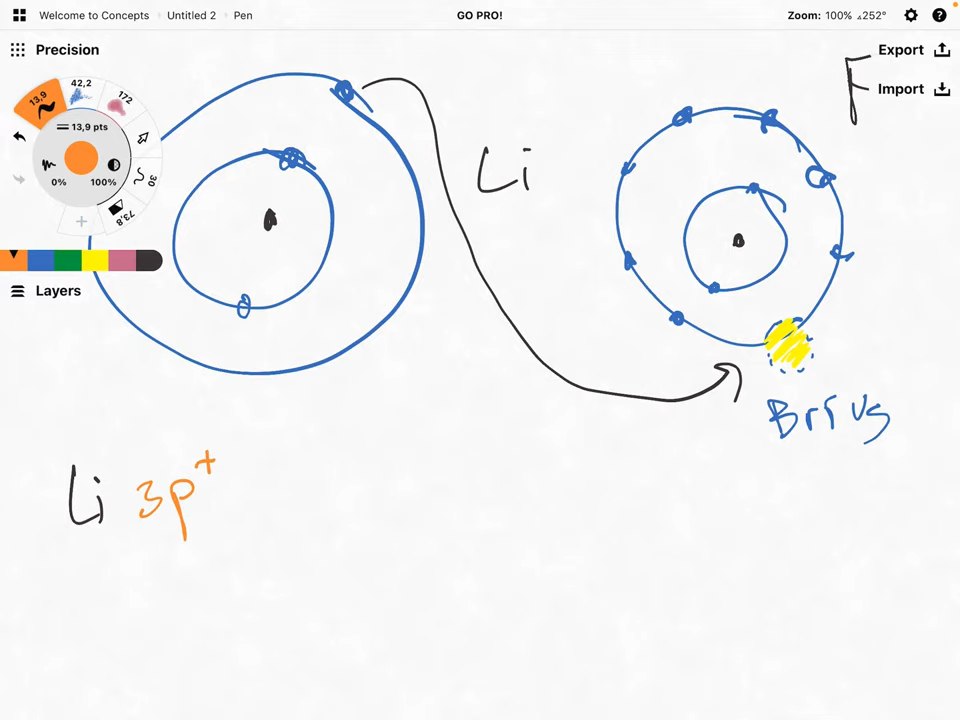 Welcome to Concepts Untitled 2 Pen
GO PRO!
Zoom: 100% ⊿252°
Precision
Export
Import
13,9
42,2
172
13,9 pts
0%
100%
30
73,8
Layers
Li
F
Brīvs
Li 3p⁺